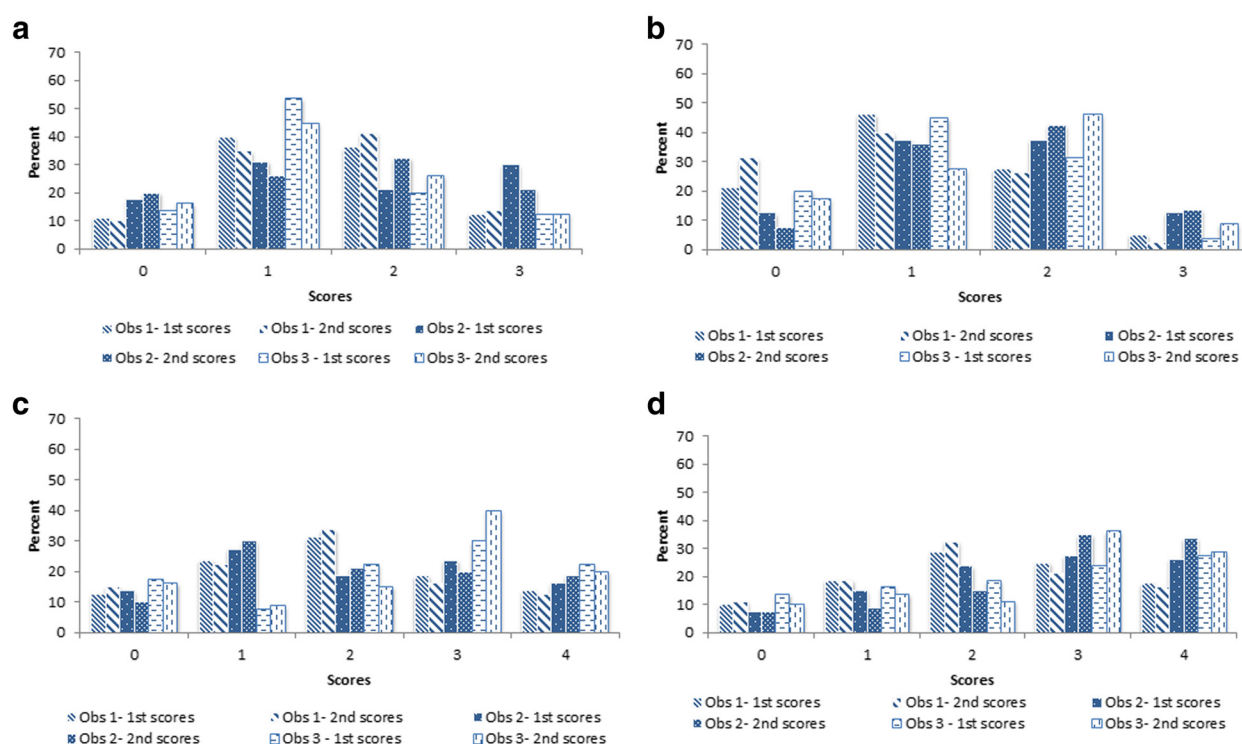 a
70
60
50
40
30
20
10
0
Percent
0 1 2 3
Scores
Obs 1- 1st scores Obs 1- 2nd scores Obs 2- 1st scores
Obs 2- 2nd scores Obs 3 - 1st scores Obs 3- 2nd scores
b
70
60
50
40
30
20
10
0
Percent
0 1 2 3
Scores
Obs 1- 1st scores Obs 1- 2nd scores Obs 2- 1st scores
Obs 2- 2nd scores Obs 3 - 1st scores Obs 3- 2nd scores
c
70
60
50
40
30
20
10
0
Percent
0 1 2 3 4
Scores
Obs 1- 1st scores Obs 1- 2nd scores Obs 2- 1st scores
Obs 2- 2nd scores Obs 3 - 1st scores Obs 3- 2nd scores
d
70
60
50
40
30
20
10
0
Percent
0 1 2 3 4
Scores
Obs 1- 1st scores Obs 1- 2nd scores Obs 2- 1st scores
Obs 2- 2nd scores Obs 3 - 1st scores Obs 3- 2nd scores